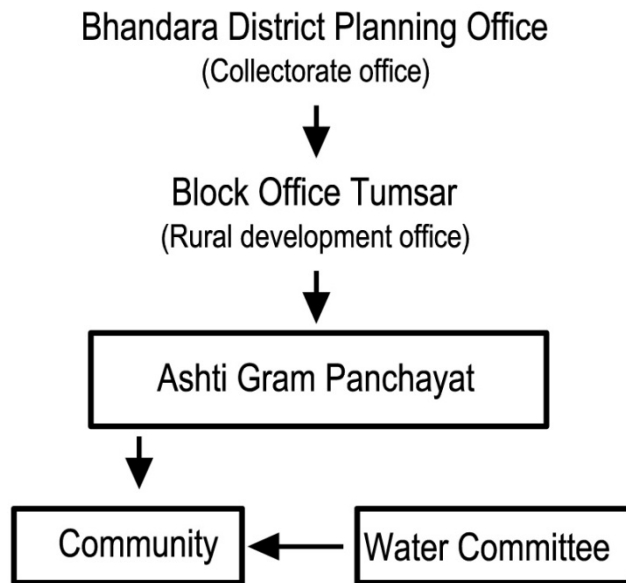 Bhandara District Planning Office
(Collectorate office)
Block Office Tumsar
(Rural development office)
Ashti Gram Panchayat
Community
Water Committee